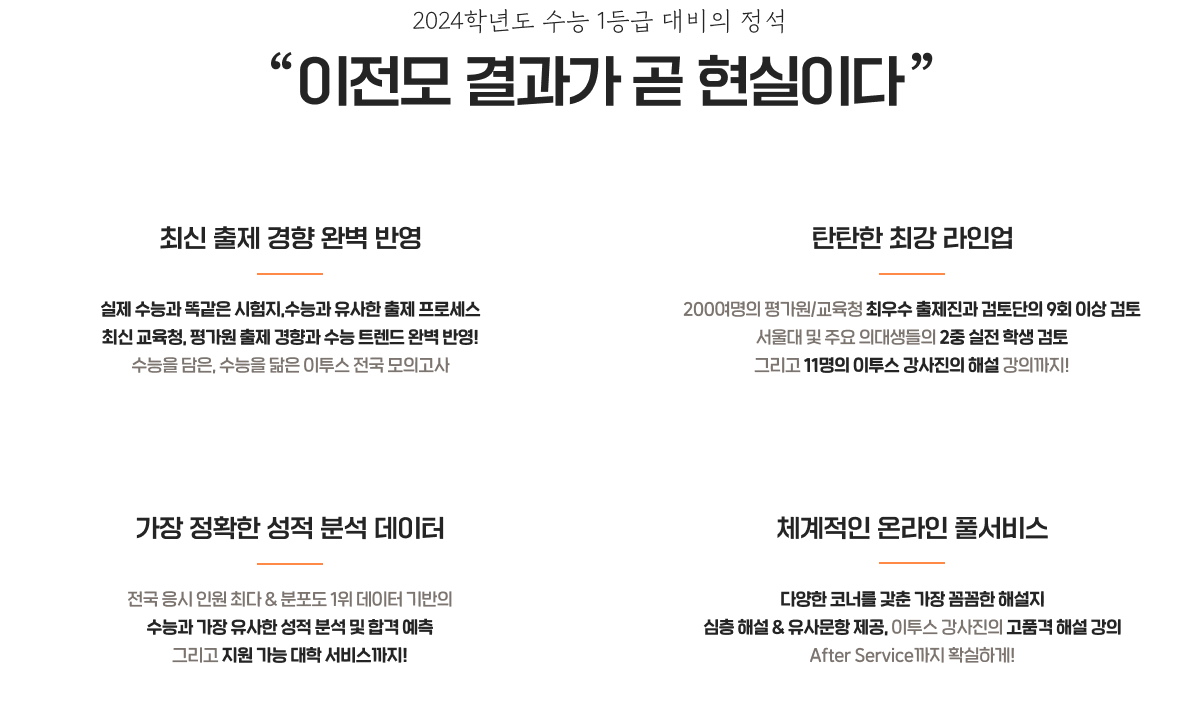 2024학년도 수능 1등급 대비의 정석
“이전모 결과가 곧 현실이다”
최신 출제 경향 완벽 반영
실제 수능과 똑같은 시험지,수능과 유사한 출제 프로세스
최신 교육청, 평가원 출제 경향과 수능 트렌드 완벽 반영!
수능을 담은, 수능을 닮은 이투스 전국 모의고사
탄탄한 최강 라인업
200여명의 평가원/교육청 최우수 출제진과 검토단의 9회 이상 검토
서울대 및 주요 의대생들의 2중 실전 학생 검토
그리고 11명의 이투스 강사진의 해설 강의까지!
가장 정확한 성적 분석 데이터
전국 응시 인원 최다 & 분포도 1위 데이터 기반의
수능과 가장 유사한 성적 분석 및 합격 예측
그리고 지원 가능 대학 서비스까지!
체계적인 온라인 풀서비스
다양한 코너를 갖춘 가장 꼼꼼한 해설지
심층 해설 & 유사문항 제공, 이투스 강사진의 고품격 해설 강의
After Service까지 확실하게!